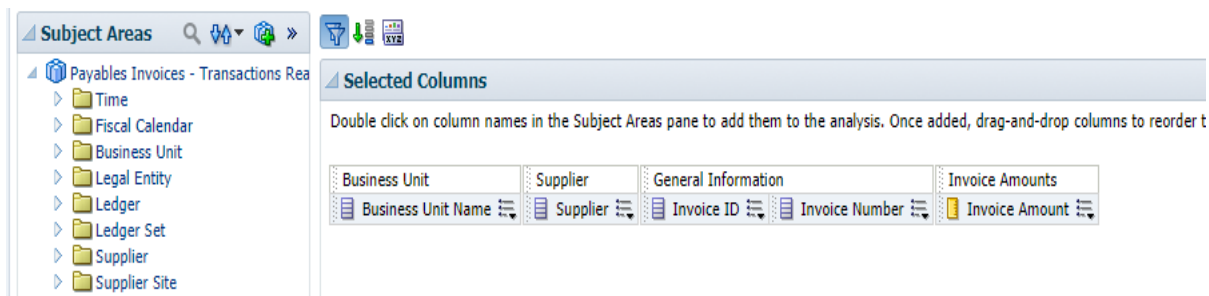 Subject Areas
Payables Invoices - Transactions Rea
Time
Fiscal Calendar
Business Unit
Legal Entity
Ledger
Ledger Set
Supplier
Supplier Site
XYZ
Selected Columns
Double click on column names in the Subject Areas pane to add them to the analysis. Once added, drag-and-drop columns to reorder t
Business Unit Supplier General Information Invoice Amounts
Business Unit Name Supplier Invoice ID Invoice Number Invoice Amount